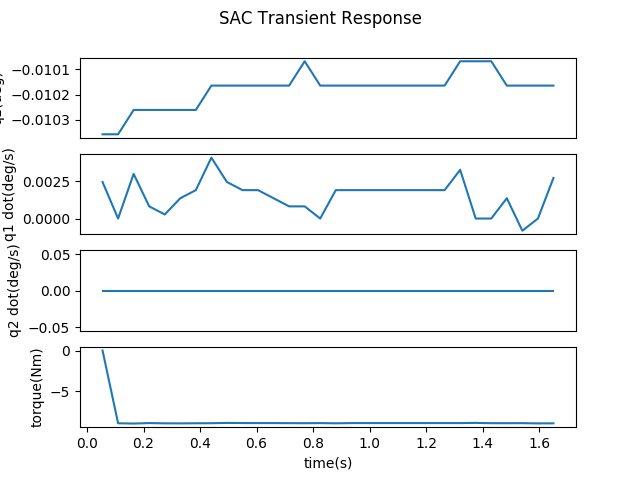 SAC Transient Response
−0.0101
−0.0102
−0.0103
0.0025
0.0000
q1 dot(deg/s)
0.05
0.00
−0.05
q2 dot(deg/s)
0
−5
torque(Nm)
0.0 0.2 0.4 0.6 0.8 1.0 1.2 1.4 1.6
time(s)